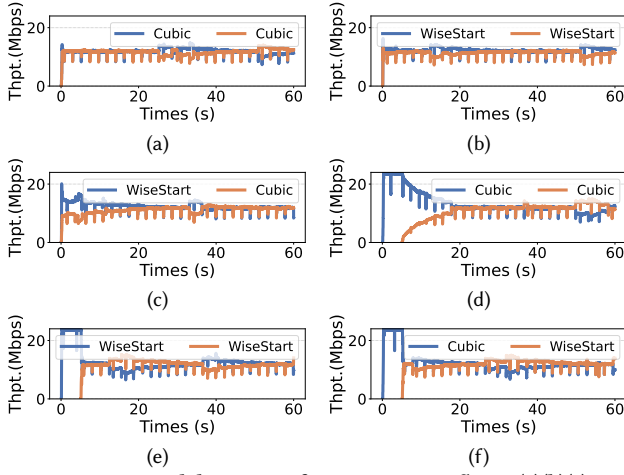 Cubic Cubic
Thpt.(Mbps)
20
0
0 20 40 60
Times (s)
(a)
WiseStart WiseStart
Thpt.(Mbps)
20
0
0 20 40 60
Times (s)
(b)
WiseStart Cubic
Thpt.(Mbps)
20
0
0 20 40 60
Times (s)
(c)
Cubic Cubic
Thpt.(Mbps)
20
0
0 20 40 60
Times (s)
(d)
WiseStart WiseStart
Thpt.(Mbps)
20
0
0 20 40 60
Times (s)
(e)
Cubic WiseStart
Thpt.(Mbps)
20
0
0 20 40 60
Times (s)
(f)